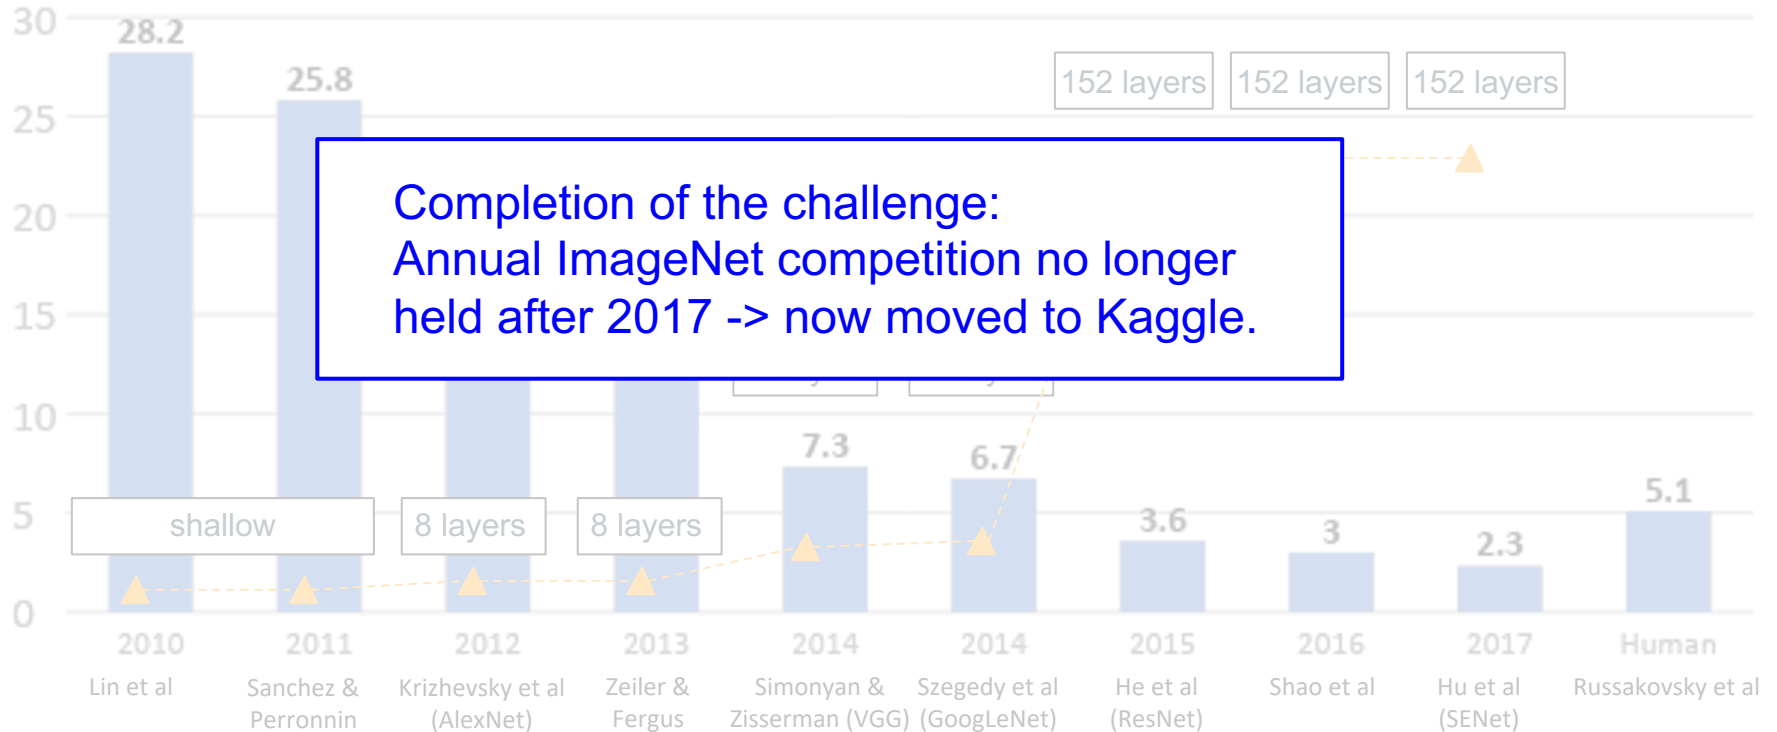 30
28.2
25.8
152 layers
152 layers
152 layers
25
Completion of the challenge:
Annual ImageNet competition no longer
held after 2017 -> now moved to Kaggle.
20
15
10
7.3
6.7
5.1
3.6
3
2.3
5
shallow
8 layers
8 layers
0
2010
2011
2012
2013
2014
2014
2015
2016
2017
Human
Lin et al
Sanchez &
Perronnin
Krizhevsky et al
(AlexNet)
Zeiler &
Fergus
Simonyan &
Zisserman (VGG)
Szegedy et al
(GoogLeNet)
He et al
(ResNet)
Shao et al
Hu et al
(SENet)
Russakovsky et al